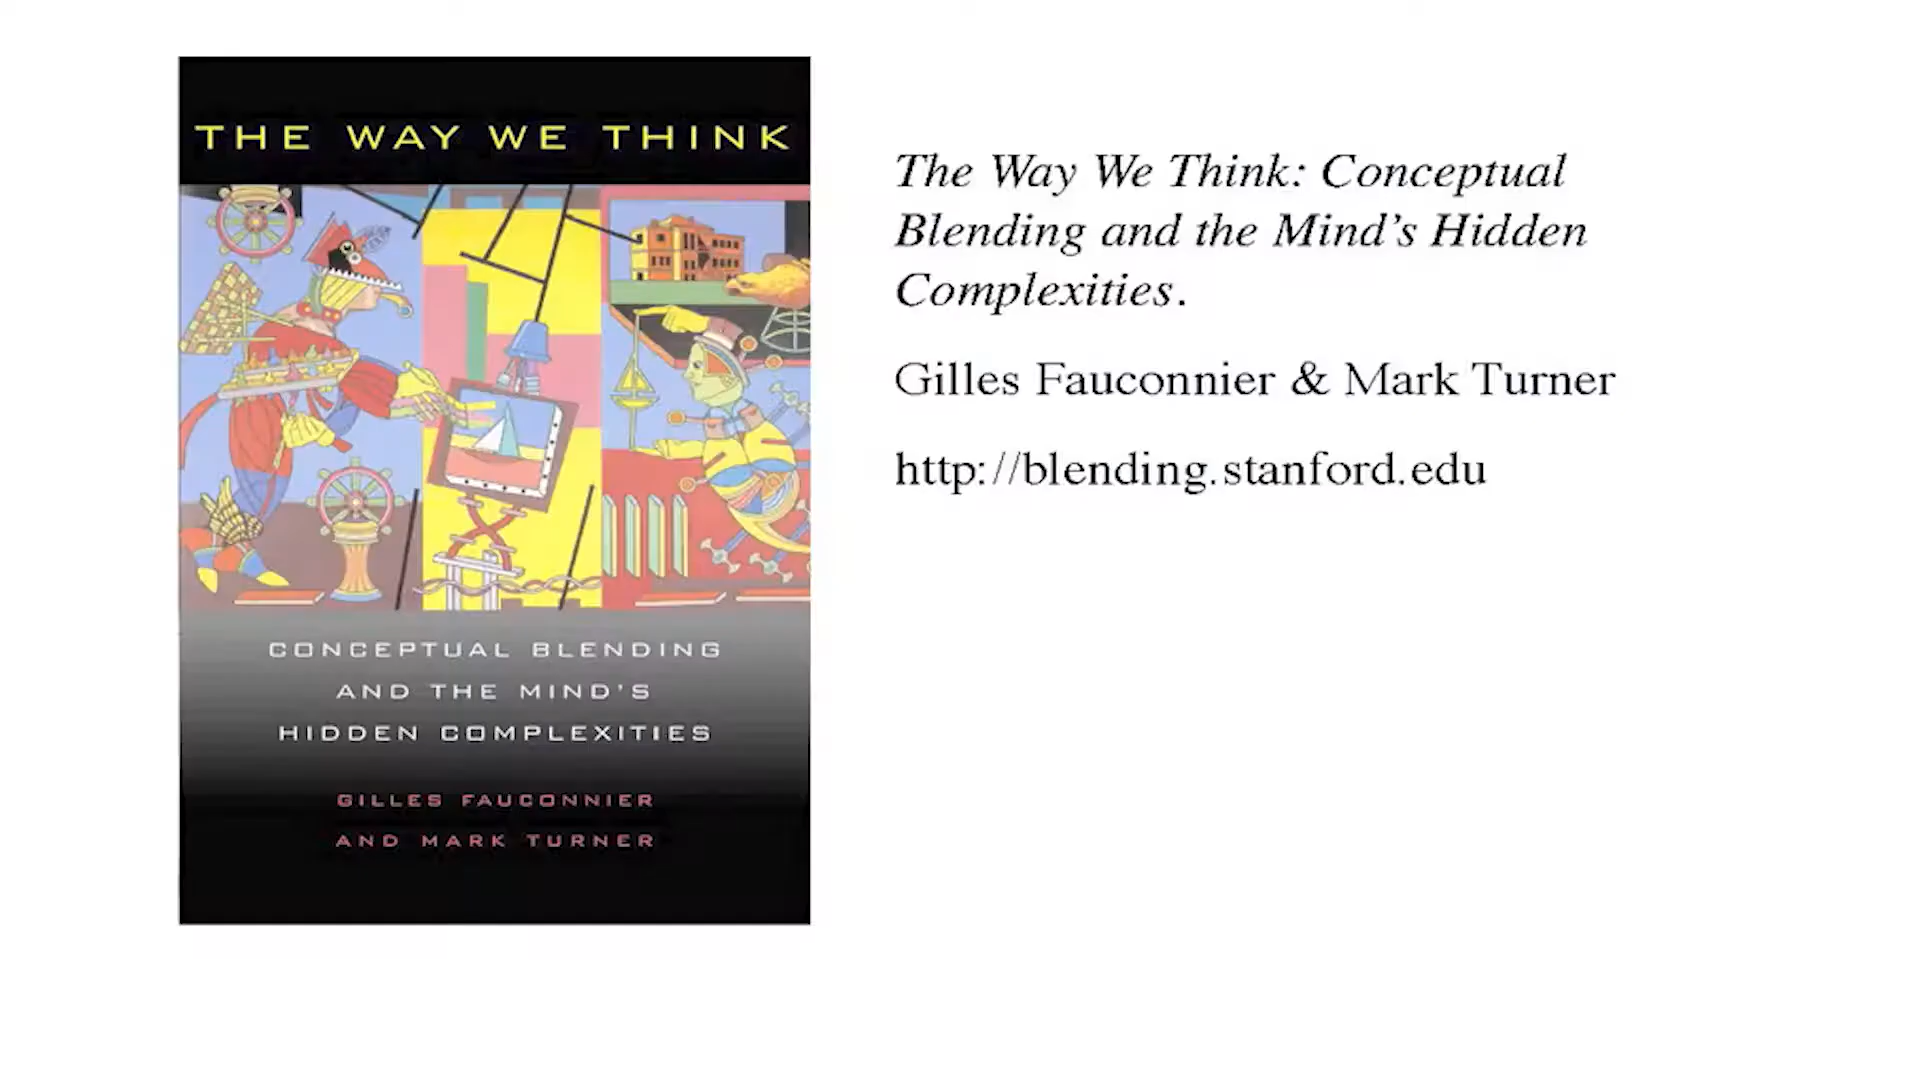 THE WAY WE THINK
CONCEPTUAL BLENDING
AND THE MIND'S
HIDDEN COMPLEXITIES
GILLES FAUCONNIER
AND MARK TURNER
The Way We Think: Conceptual
Blending and the Mind's Hidden
Complexities.
Gilles Fauconnier & Mark Turner
http://blending.stanford.edu